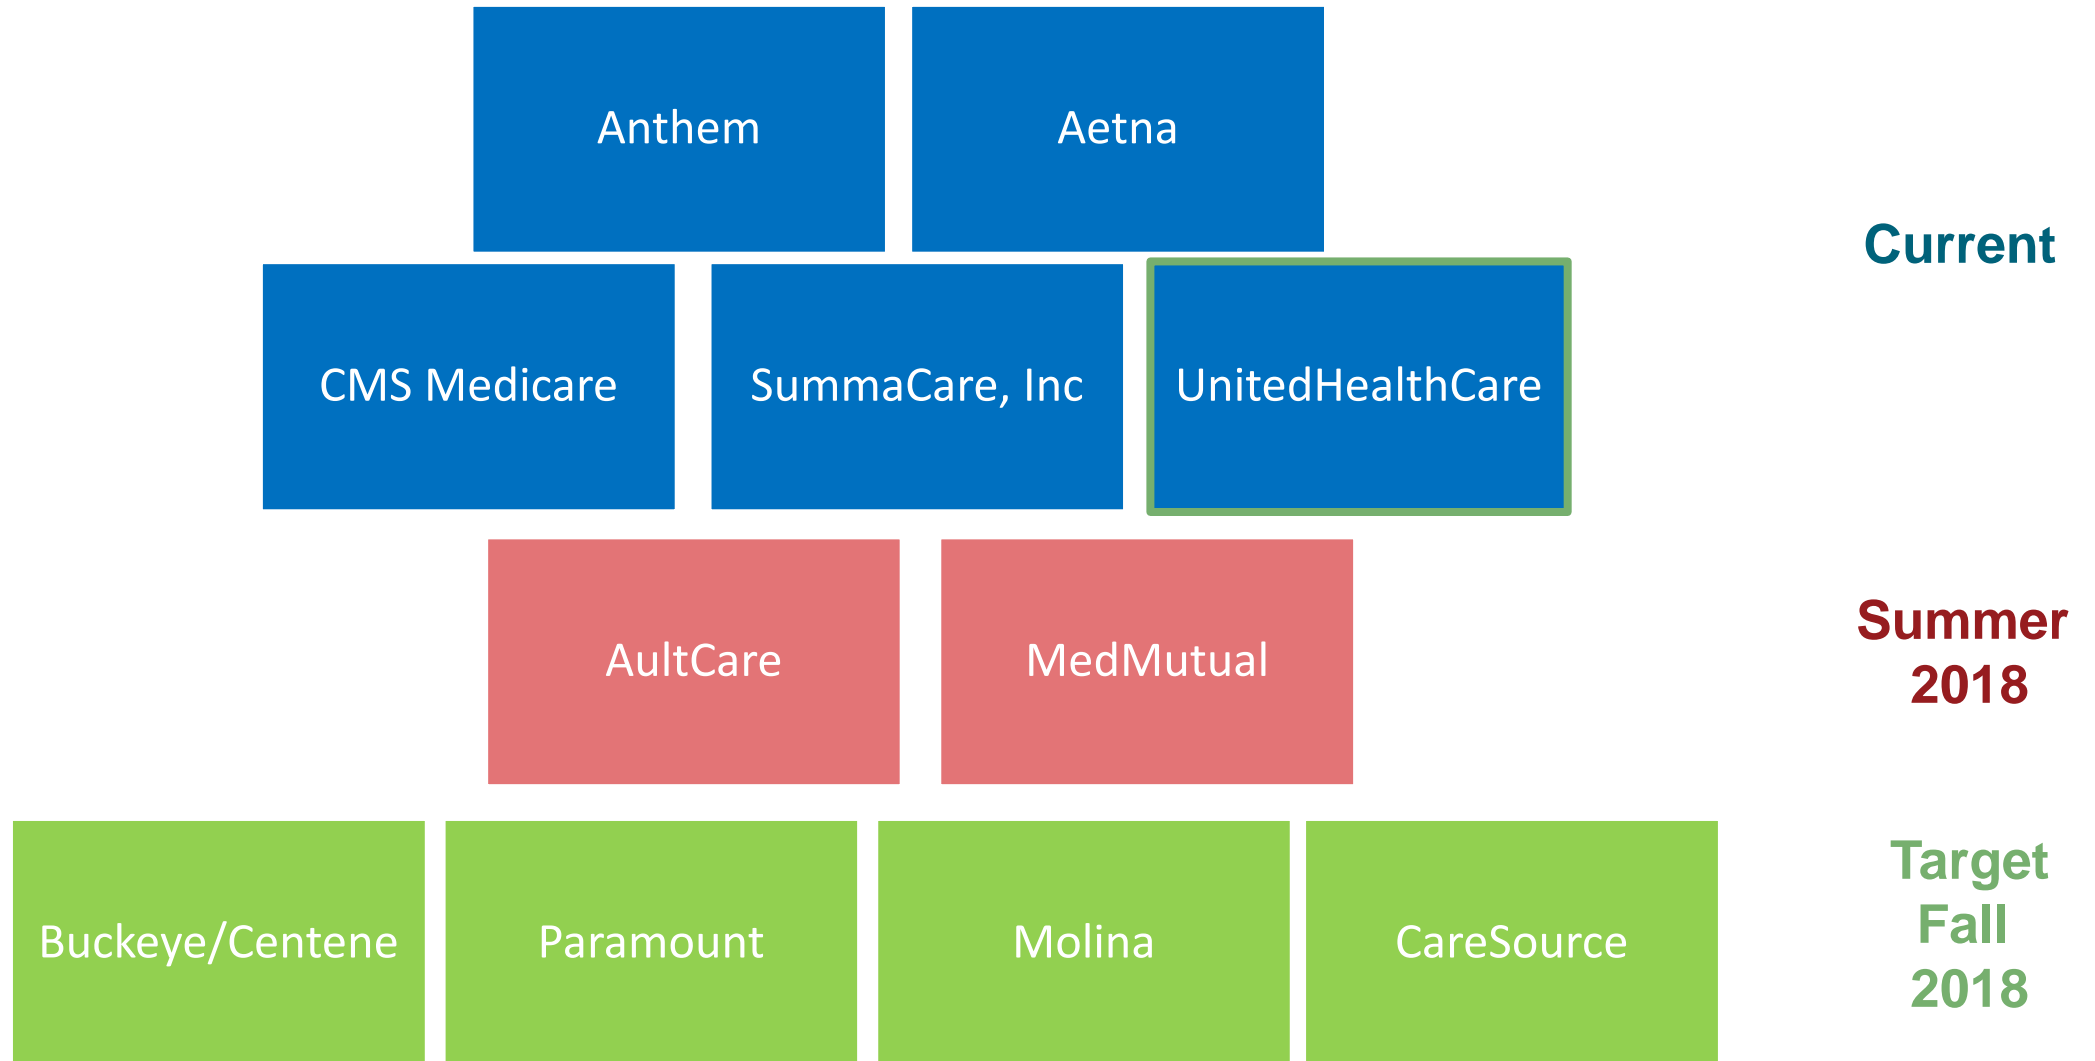 Anthem
Aetna
Current
CMS Medicare
SummaCare, Inc
UnitedHealthCare
AultCare
MedMutual
Summer
2018
Buckeye/Centene
Paramount
Molina
CareSource
Target
Fall
2018